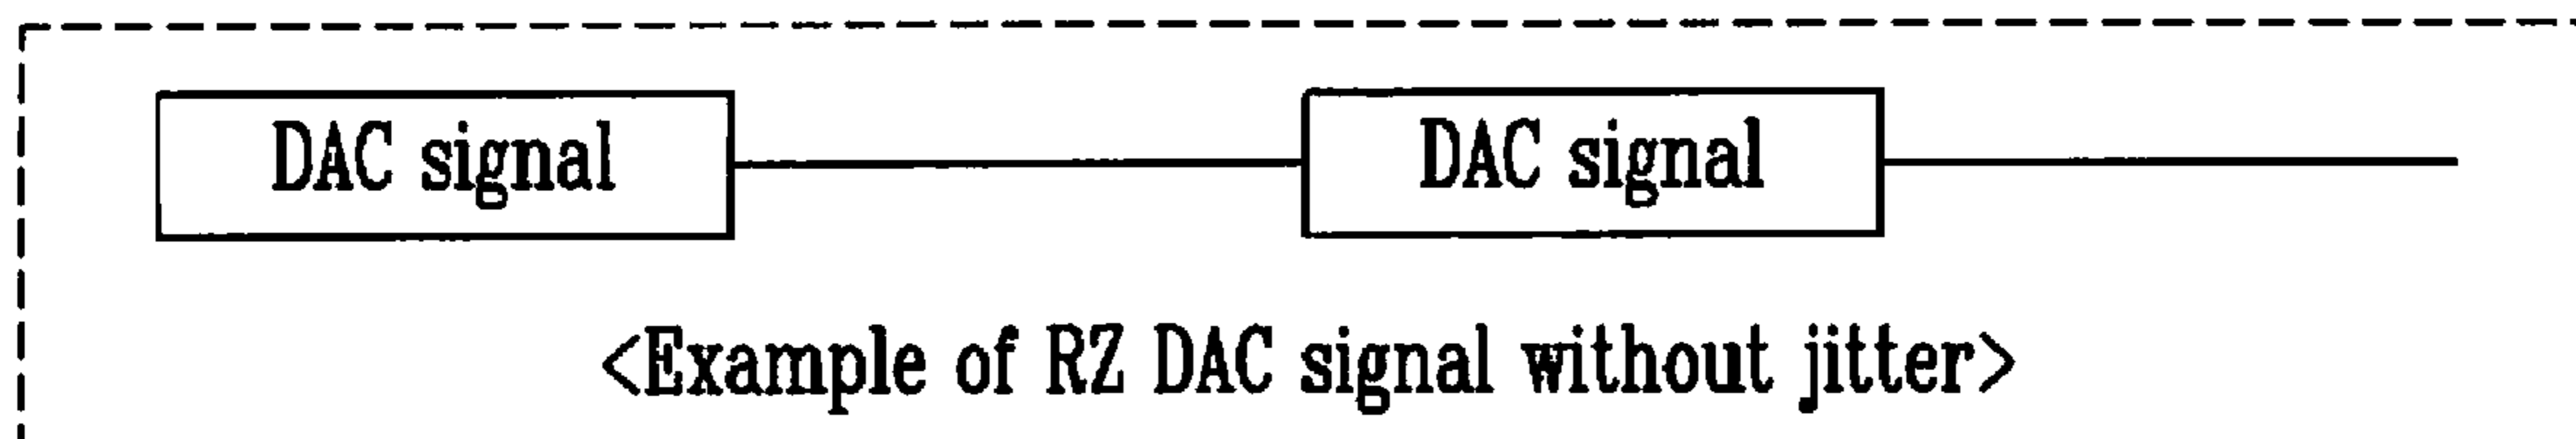 DAC signal DAC signal
<Example of RZ DAC signal without jitter>